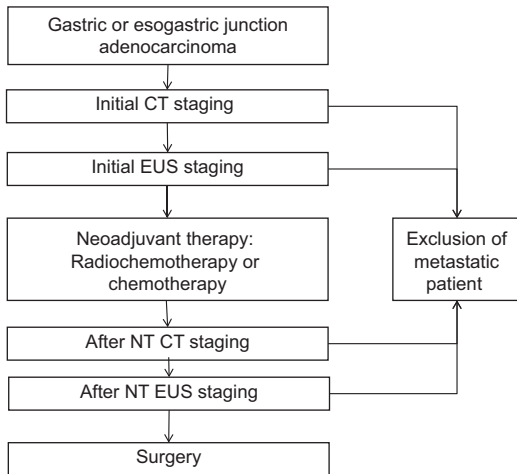 Gastric or esogastric junction
adenocarcinoma
Initial CT staging
Initial EUS staging
Neoadjuvant therapy:
Radiochemotherapy or
chemotherapy
Exclusion of
metastatic
patient
After NT CT staging
After NT EUS staging
Surgery